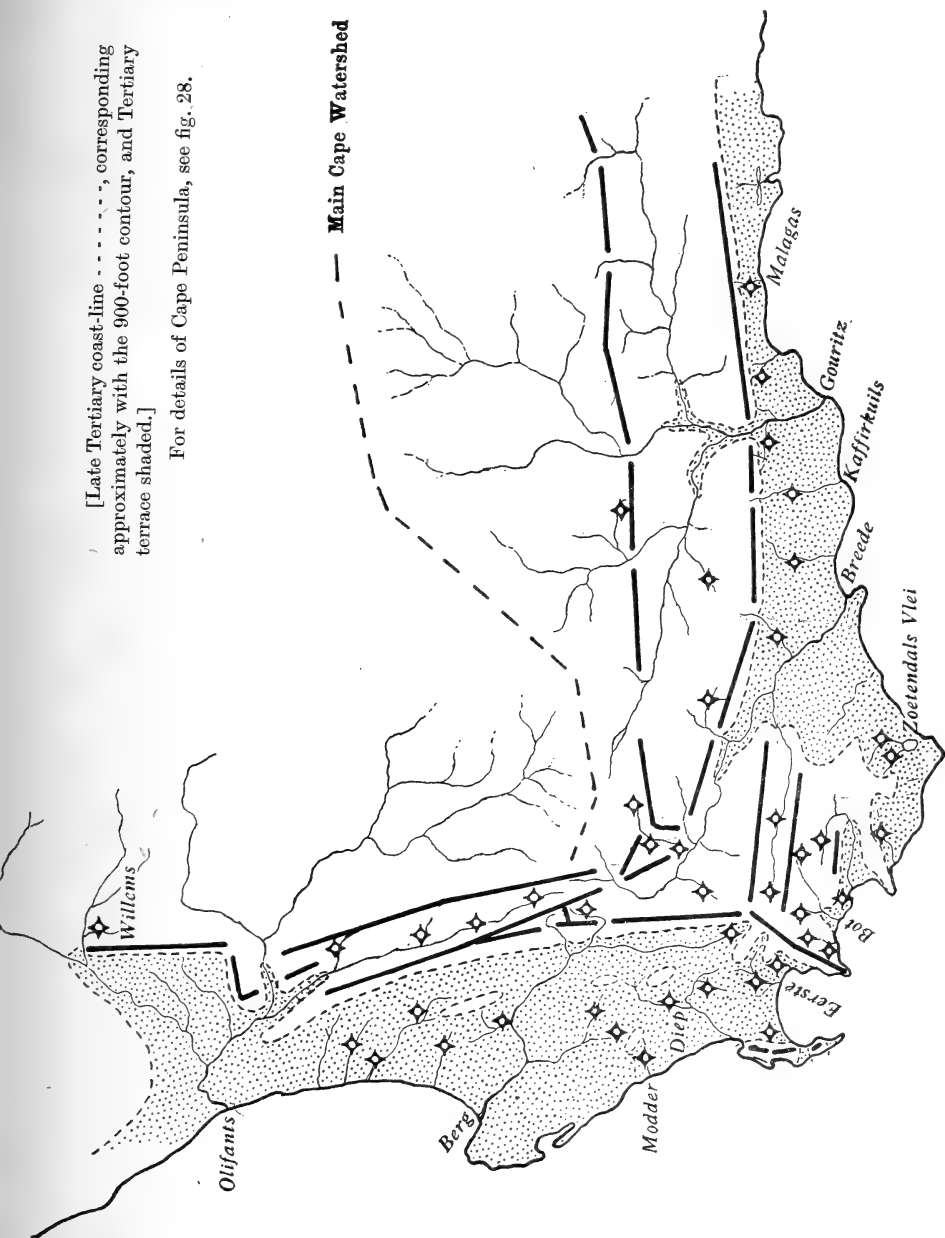 [Late Tertiary coast-line - - - - - - -, corresponding
approximately with the 900-foot contour, and Tertiary
terrace shaded.]
For details of Cape Peninsula, see fig. 28.
Main Cape Watershed
Willems
Olifants
Berg
Modder
Diep
Eerste
Bot
Zoetendals Vlei
Breede
Kaffirkuils
Gouritz
Malagas